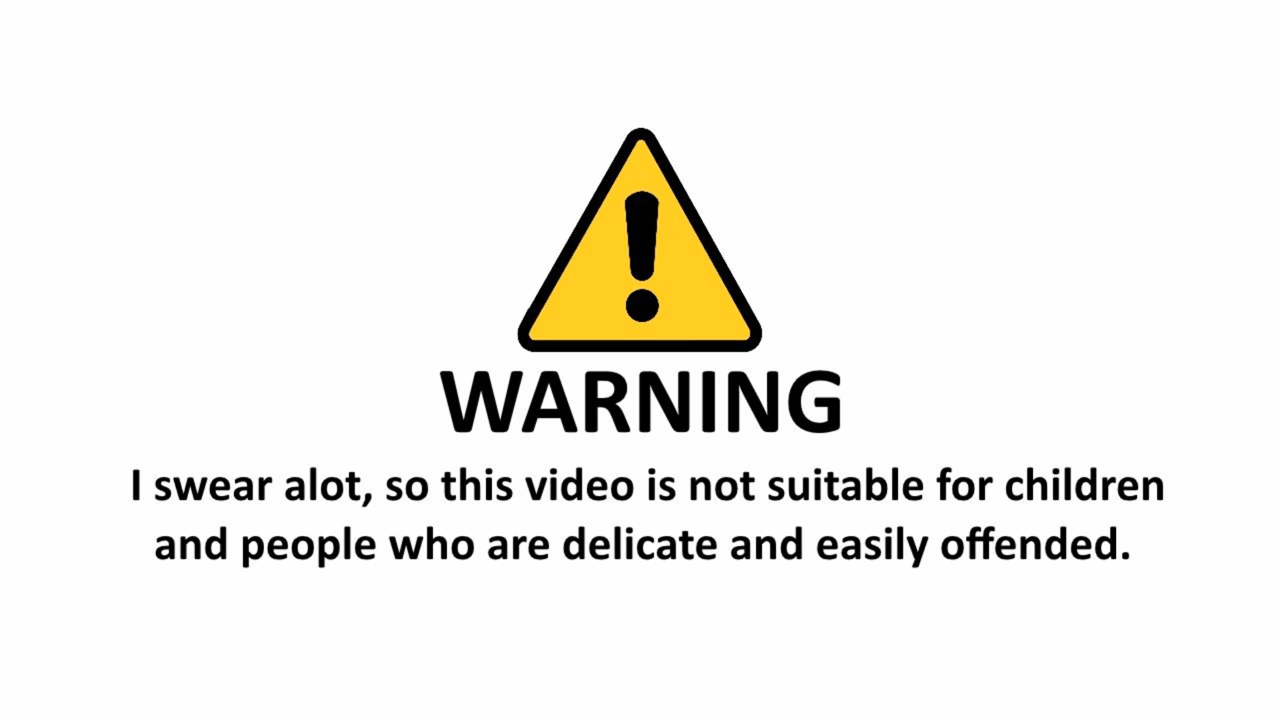 WARNING
I swear alot, so this video is not suitable for children
and people who are delicate and easily offended.